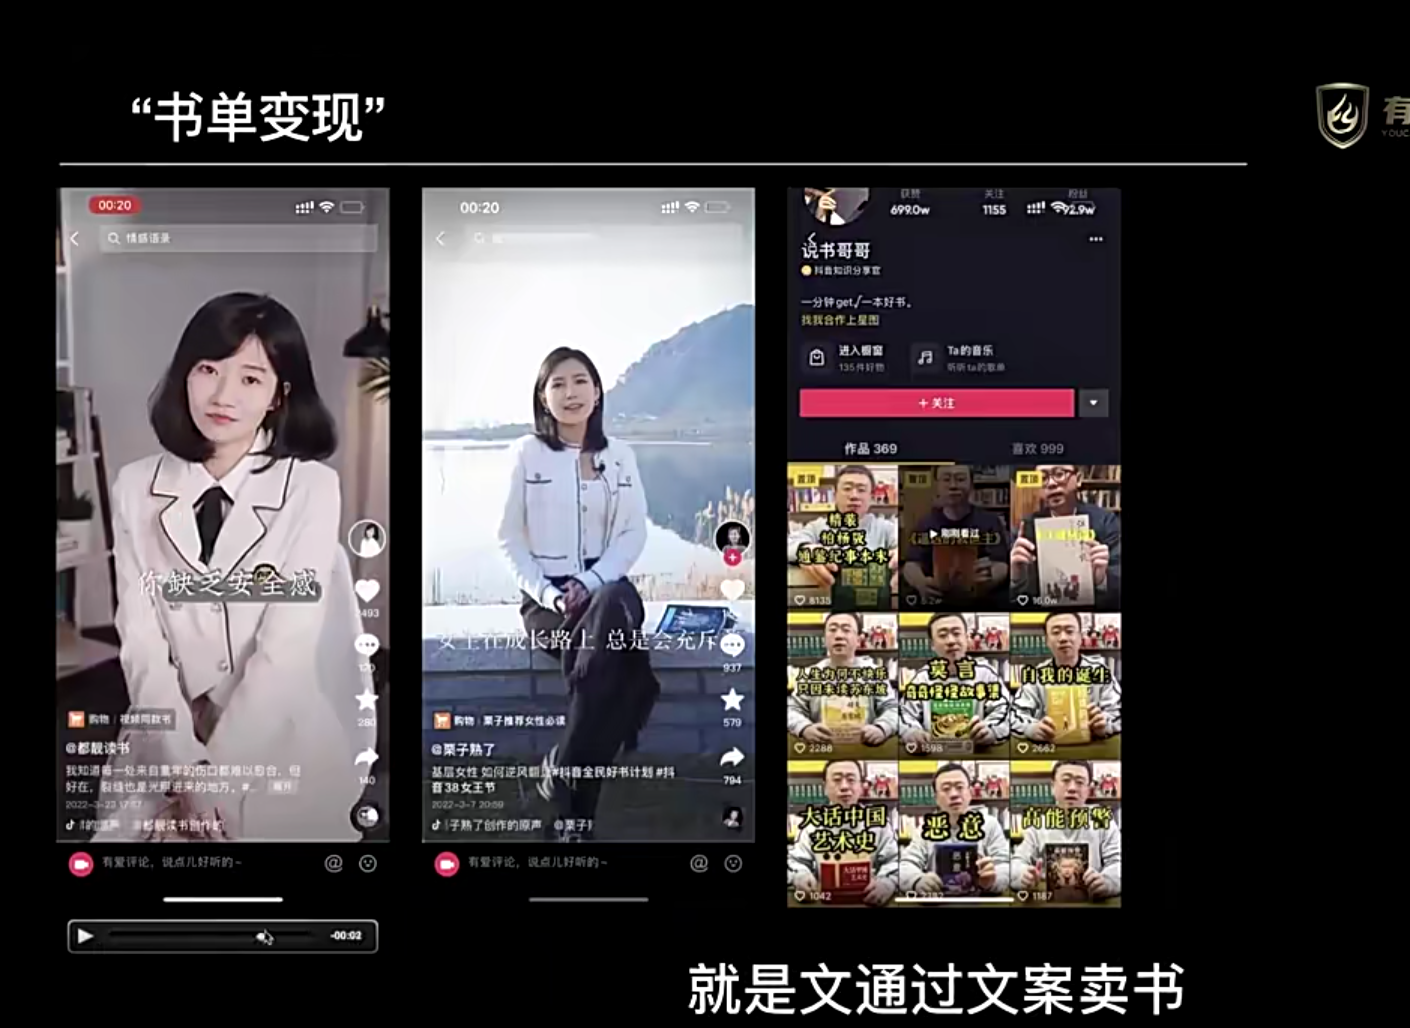 “书单变现”
有
YOUC
00:20
情感语录
你缺乏安全感
1493
120
280
140
购物 | 视频同款书
@都靓读书
我知道每一处来自童年的伤口都难以愈合，但
好在，裂缝也是光照进来的地方。#... 展开
2022-3-23 17:57
@都靓读书创作的
有爱评论，说点儿好听的~
-00:02
00:20
女生在成长路上 总是会充斥
937
579
794
购物 | 栗子推荐女性必读
@栗子熟了
基层女性 如何逆风翻盘#抖音全民好书计划 #抖
音38女王节
2022-3-7 20:59
子熟了创作的原声 @栗子
有爱评论，说点儿好听的~
获赞 关注 粉丝
699.0w 1155 92.9w
说书哥哥
抖音知识分享官
一分钟get√一本好书。
找我合作上星图
进入橱窗
135件好物
Ta的音乐
听听ta的歌单
+ 关注
作品 369 喜欢 999
置顶
精装
柏杨版
通鉴纪事本末
8135
置顶
刚刚看过
置顶
16.0w
人生为何不快乐
只因未读苏东坡
2288
莫言
奇奇怪怪故事集
1598
自我的诞生
2662
大话中国
艺术史
1042
恶意
高能预警
1187
就是文通过文案卖书